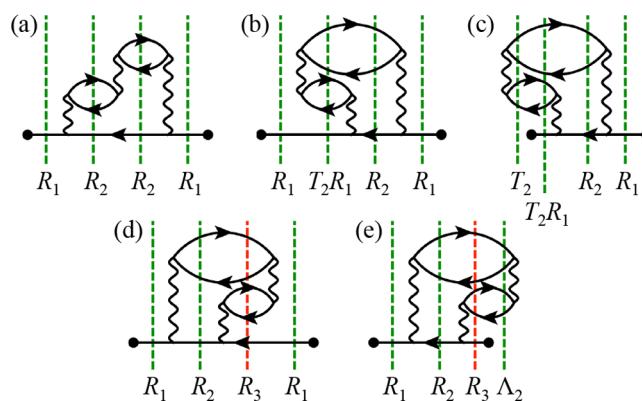 (a) (b) (c)
R₁ R₂ R₂ R₁ R₁ T₂R₁ R₂ R₁ T₂ R₂ R₁
T₂R₁
(d) (e)
R₁ R₂ R₃ R₁ R₁ R₂ R₃ Λ₂